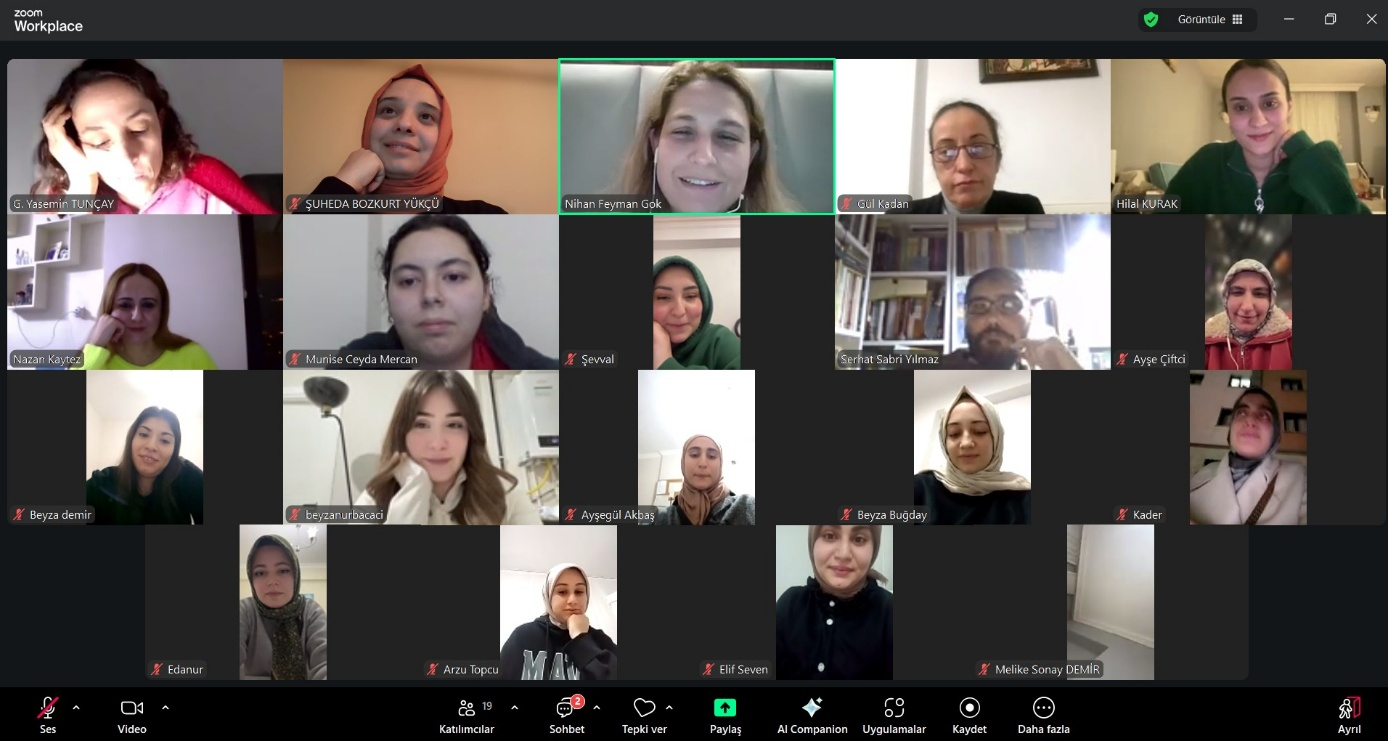 zoom
Workplace
Görüntüle
G. Yasemin TUNÇAY
ŞUHEDA BOZKURT YÜKÇÜ
Nihan Feyman Gok
Gül Kadan
Hilal KURAK
Nazan Kaytez
Munise Ceyda Mercan
Şevval
Serhat Sabri Yılmaz
Ayşe Çiftci
Beyza demir
beyzanurbacaci
Ayşegül Akbaş
Beyza Buğday
Kader
Edanur
Arzu Topcu
Elif Seven
Melike Sonay DEMİR
Ses
Video
19
Katılımcılar
2
Sohbet
Tepki ver
Paylaş
AI Companion
Uygulamalar
Kaydet
Daha fazla
Ayrıl